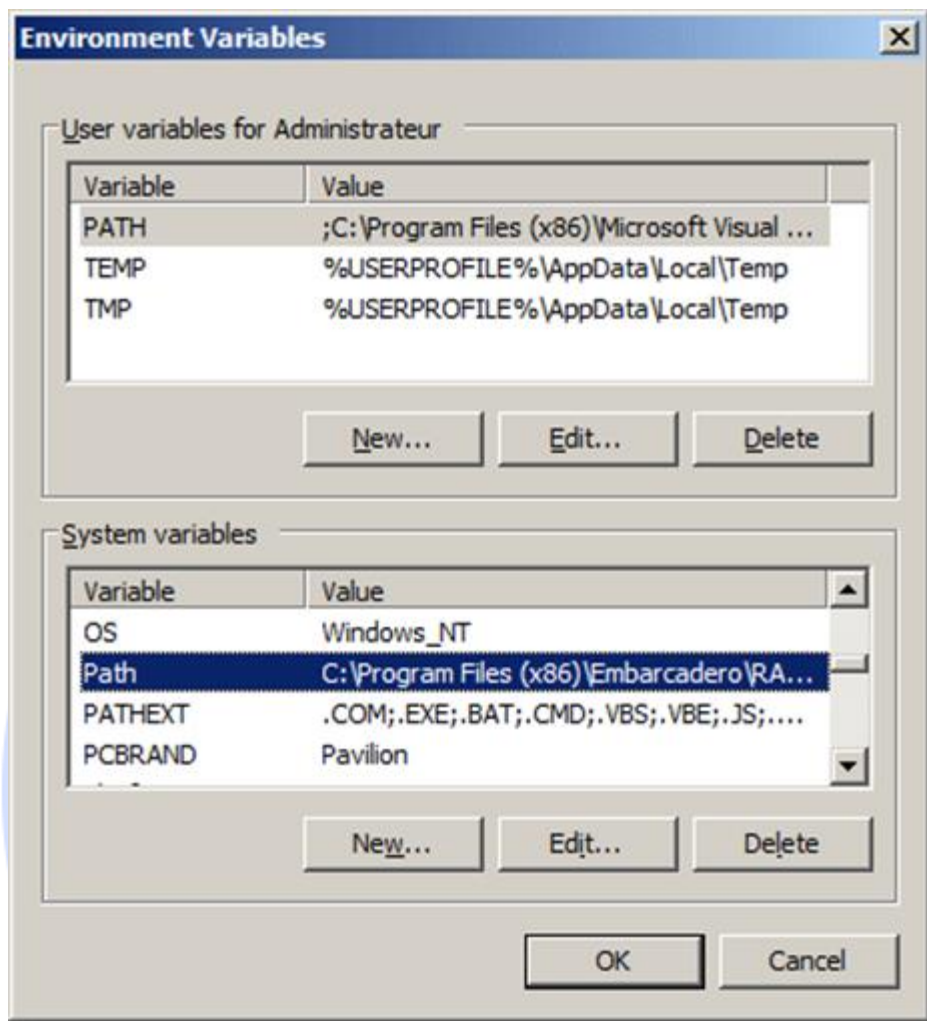 Environment Variables
User variables for Administrateur
Variable Value
PATH ;C:\Program Files (x86)\Microsoft Visual ...
TEMP %USERPROFILE%\AppData\Local\Temp
TMP %USERPROFILE%\AppData\Local\Temp
New... Edit... Delete
System variables
Variable Value
OS Windows_NT
Path C:\Program Files (x86)\Embarcadero\RA...
PATHEXT .COM;.EXE;.BAT;.CMD;.VBS;.VBE;.JS;....
PCBRAND Pavilion
New... Edit... Delete
OK Cancel